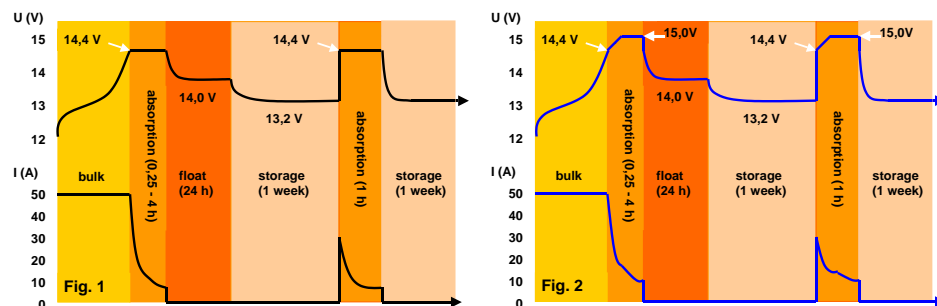 U (V)
15
14
13
12
I (A)
50
40
30
20
10
0
14,4 V
14,0 V
13,2 V
14,4 V
bulk
absorption (0,25 - 4 h)
float
(24 h)
storage
(1 week)
absorption (1 h)
storage
(1 week)
Fig. 1
U (V)
15
14
13
12
I (A)
50
40
30
20
10
0
14,4 V
15,0V
14,0 V
13,2 V
14,4 V
15,0V
bulk
absorption (0,25 - 4 h)
float
(24 h)
storage
(1 week)
absorption (1 h)
storage
(1 week)
Fig. 2